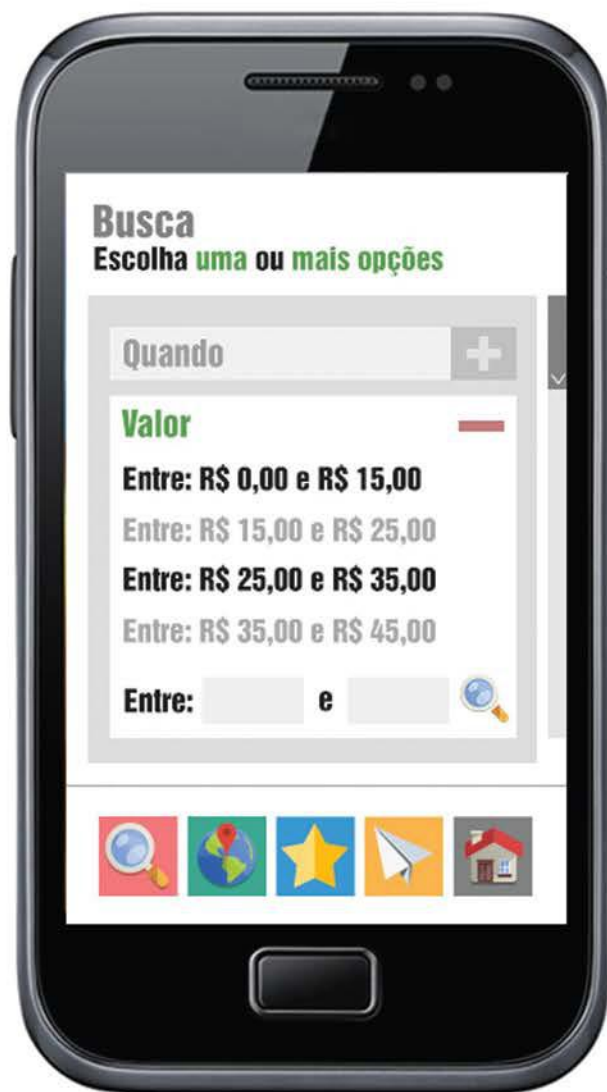 Busca
Escolha uma ou mais opções
Quando
Valor
Entre: R$ 0,00 e R$ 15,00
Entre: R$ 15,00 e R$ 25,00
Entre: R$ 25,00 e R$ 35,00
Entre: R$ 35,00 e R$ 45,00
Entre: e